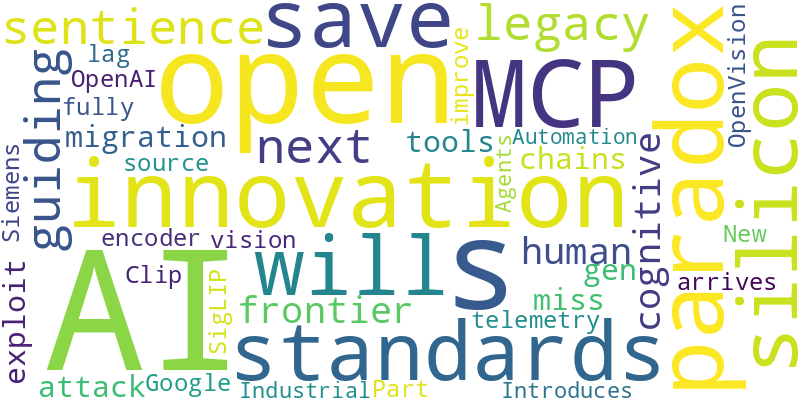 sentience
save
legacy
paradox
silicon
OpenVision
lag
OpenAI
fully
open
MCP
improve
guiding
migration
next
tools
Automation
source
chains
Agents
cognitive
Siemens
innovation
encoder
vision
will
s
human
New
Clip
SigLIP
gen
arrives
exploit
AI
frontier
miss
telemetry
standards
attack
Google
Industrial
Part
Introduces